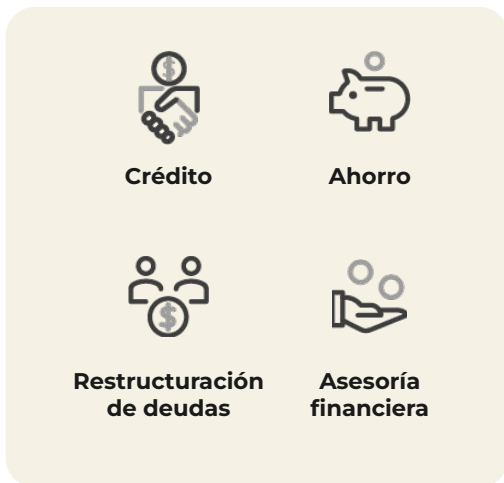 Crédito
Ahorro
Restructuración
de deudas
Asesoría
financiera